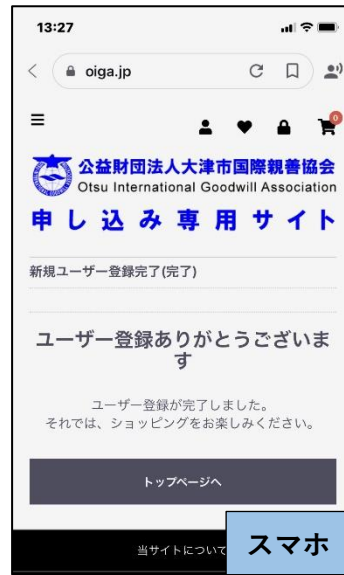 13:27
oiga.jp
0
公益財団法人大津市国際親善協会
Otsu International Goodwill Association
申し込み専用サイト
新規ユーザー登録完了(完了)
ユーザー登録ありがとうございま
す
ユーザー登録が完了しました。
それでは、ショッピングをお楽しみください。
トップページへ
当サイトについて
スマホ